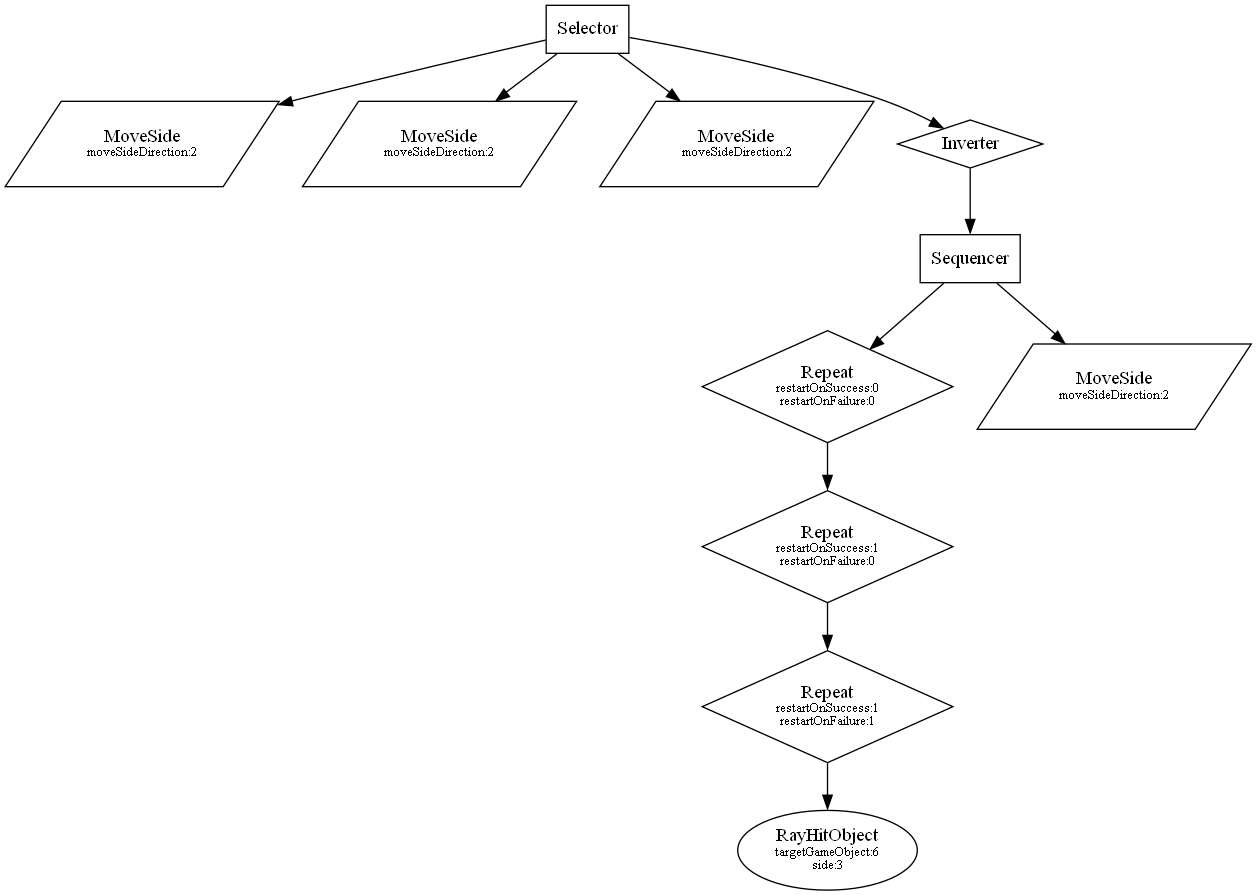 Selector
MoveSide
moveSideDirection:2
MoveSide
moveSideDirection:2
MoveSide
moveSideDirection:2
Inverter
Sequencer
Repeat
restartOnSuccess:0
restartOnFailure:0
MoveSide
moveSideDirection:2
Repeat
restartOnSuccess:1
restartOnFailure:0
Repeat
restartOnSuccess:1
restartOnFailure:1
RayHitObject
targetGameObject:6
side:3